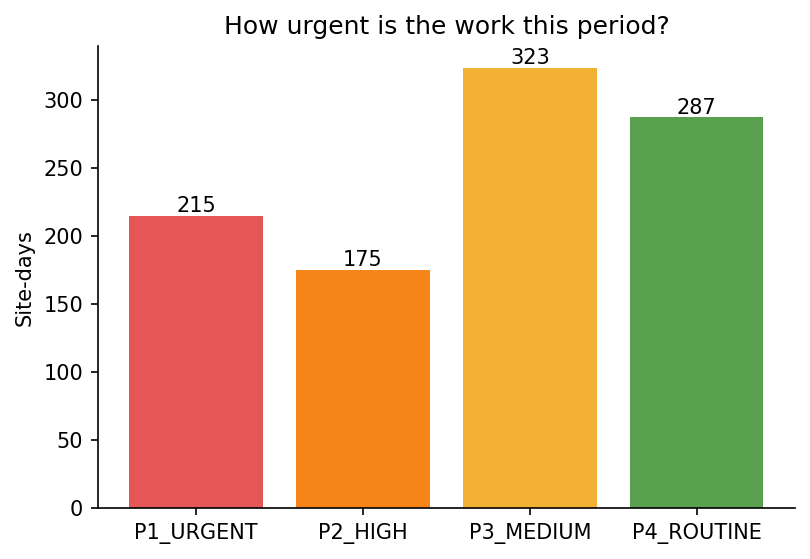 How urgent is the work this period?
Site-days
300
250
200
150
100
50
0
215
175
323
287
P1_URGENT
P2_HIGH
P3_MEDIUM
P4_ROUTINE